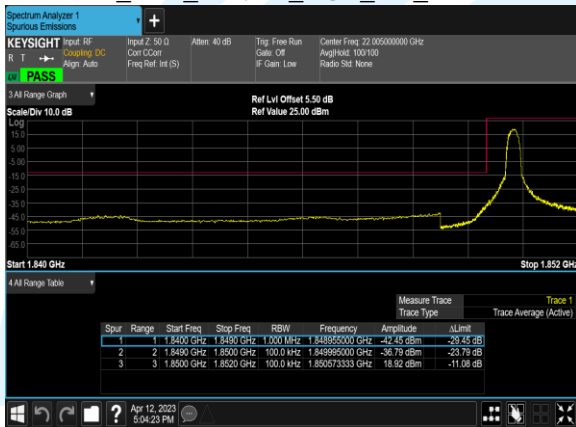 Spectrum Analyzer 1
Spurious Emissions
KEYSIGHT Input: RF Input Z: 50 Ω Atten: 40 dB Trig: Free Run Center Freq: 22.005000000 GHz
R T Coupling: DC Corr CCorr Gate: Off Avg|Hold: 100/100
Align: Auto Freq Ref: Int (S) IF Gain: Low Radio Std: None
PASS
3 All Range Graph
Ref Lvl Offset 5.50 dB
Scale/Div 10.0 dB Ref Value 25.00 dBm
Log
15.0
5.00
-5.00
-15.0
-25.0
-35.0
-45.0
-55.0
-65.0
Start 1.840 GHz Stop 1.852 GHz
4 All Range Table
Measure Trace Trace 1
Trace Type Trace Average (Active)
Spur Range Start Freq Stop Freq RBW Frequency Amplitude ΔLimit
1 1 1.8400 GHz 1.8490 GHz 1.000 MHz 1.848955000 GHz -42.45 dBm -29.45 dB
2 2 1.8490 GHz 1.8500 GHz 100.0 kHz 1.849995000 GHz -36.79 dBm -23.79 dB
3 3 1.8500 GHz 1.8520 GHz 100.0 kHz 1.850573333 GHz 18.92 dBm -11.08 dB
? Apr 12, 2023
5:04:23 PM